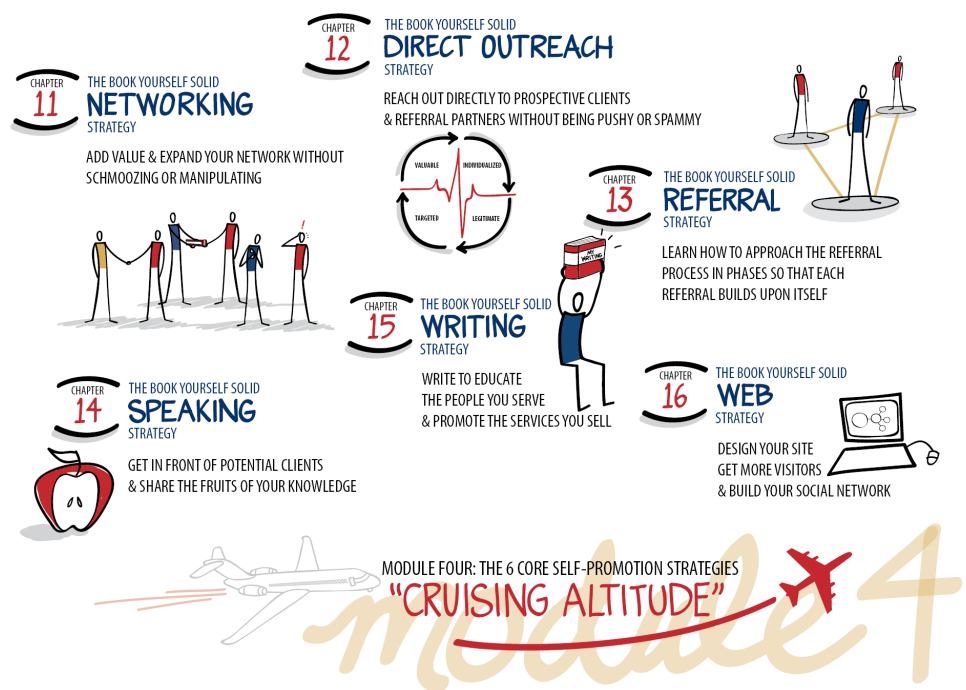 CHAPTER
11
THE BOOK YOURSELF SOLID
NETWORKING
STRATEGY
ADD VALUE & EXPAND YOUR NETWORK WITHOUT
SCHMOOZING OR MANIPULATING
CHAPTER
12
THE BOOK YOURSELF SOLID
DIRECT OUTREACH
STRATEGY
REACH OUT DIRECTLY TO PROSPECTIVE CLIENTS
& REFERRAL PARTNERS WITHOUT BEING PUSHY OR SPAMMY
VALUABLE
INDIVIDUALIZED
TARGETED
LEGITIMATE
CHAPTER
13
THE BOOK YOURSELF SOLID
REFERRAL
STRATEGY
LEARN HOW TO APPROACH THE REFERRAL
PROCESS IN PHASES SO THAT EACH
REFERRAL BUILDS UPON ITSELF
CHAPTER
14
THE BOOK YOURSELF SOLID
SPEAKING
STRATEGY
GET IN FRONT OF POTENTIAL CLIENTS
& SHARE THE FRUITS OF YOUR KNOWLEDGE
CHAPTER
15
THE BOOK YOURSELF SOLID
WRITING
STRATEGY
WRITE TO EDUCATE
THE PEOPLE YOU SERVE
& PROMOTE THE SERVICES YOU SELL
MY
WRITING
CHAPTER
16
THE BOOK YOURSELF SOLID
WEB
STRATEGY
DESIGN YOUR SITE
GET MORE VISITORS
& BUILD YOUR SOCIAL NETWORK
MODULE FOUR: THE 6 CORE SELF-PROMOTION STRATEGIES
"CRUISING ALTITUDE"
module 4